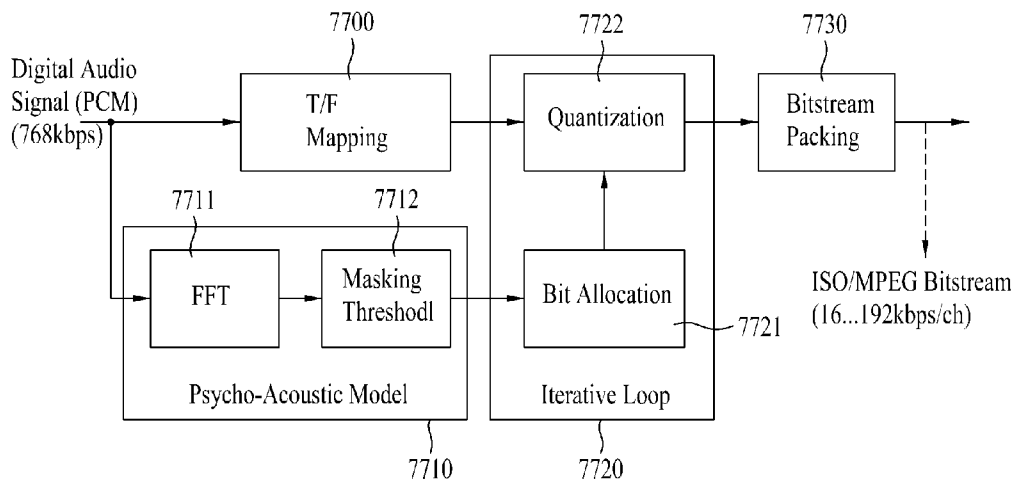 7700
7722
7730
Digital Audio
Signal (PCM)
(768kbps)
T/F
Mapping
Quantization
Bitstream
Packing
7711
7712
FFT
Masking
Threshodl
Bit Allocation
7721
ISO/MPEG Bitstream
(16...192kbps/ch)
Psycho-Acoustic Model
Iterative Loop
7710
7720